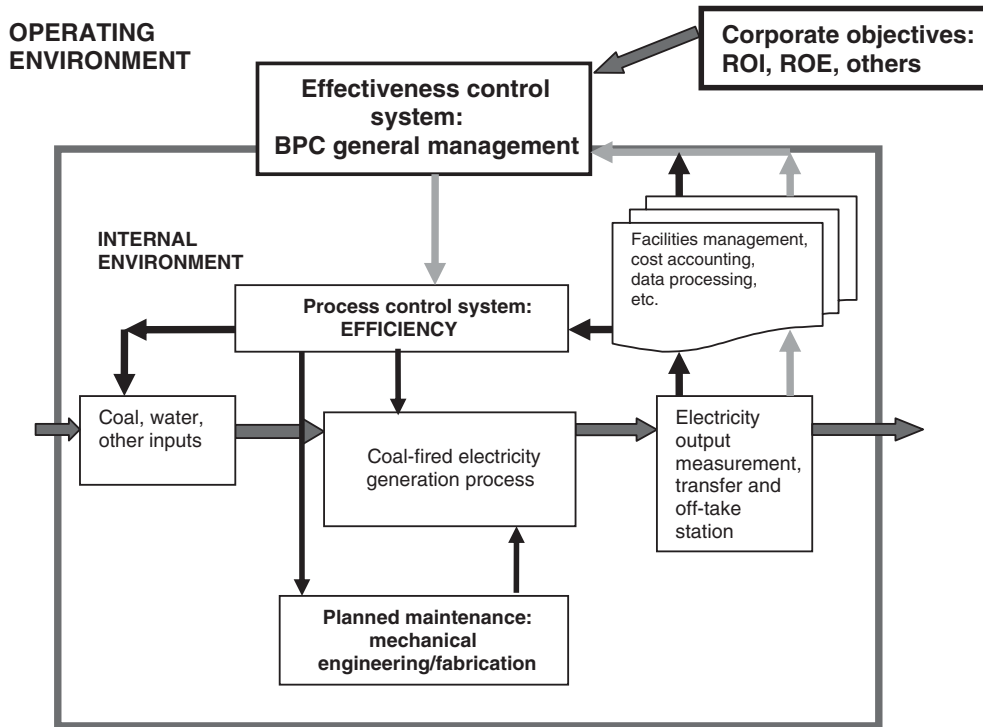 OPERATING
ENVIRONMENT
Corporate objectives:
ROI, ROE, others
Effectiveness control
system:
BPC general management
INTERNAL
ENVIRONMENT
Facilities management,
cost accounting,
data processing,
etc.
Process control system:
EFFICIENCY
Coal, water,
other inputs
Coal-fired electricity
generation process
Electricity
output
measurement,
transfer and
off-take
station
Planned maintenance:
mechanical
engineering/fabrication